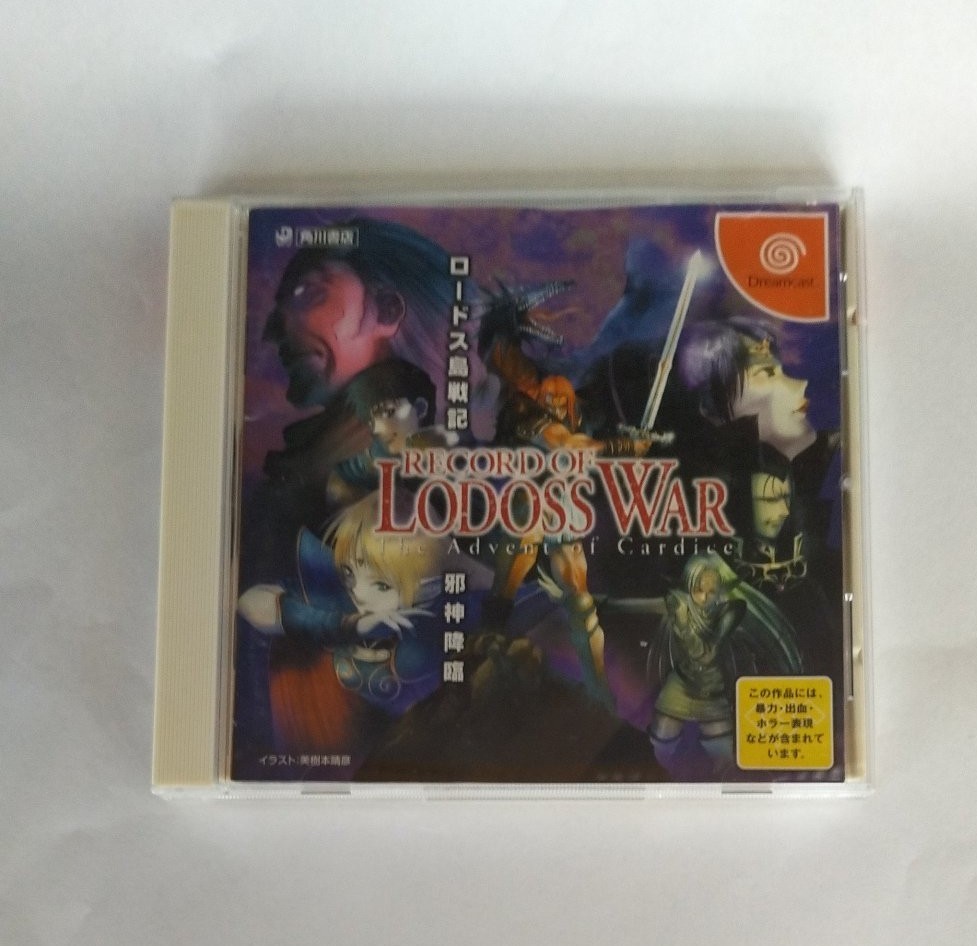 角川書店
Dreamcast
ロードス島戦記
RECORD OF
LODOSS WAR
The Advent of Cardice
邪神降臨
この作品には、
暴力・出血・
ホラー表現
などが含まれて
います。
イラスト:美樹本晴彦